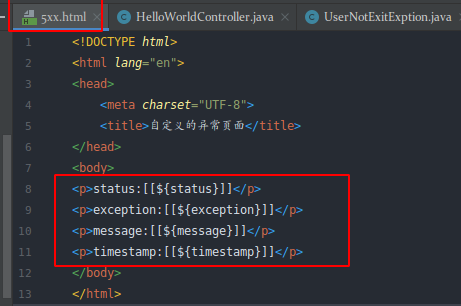 5xx.html HelloWorldController.java UserNotExitExption.java
1 <!DOCTYPE html>
2 <html lang="en">
3 <head>
4 <meta charset="UTF-8">
5 <title>自定义的异常页面</title>
6 </head>
7 <body>
8 <p>status:[[${status}]]</p>
9 <p>exception:[[${exception}]]</p>
10 <p>message:[[${message}]]</p>
11 <p>timestamp:[[${timestamp}]]</p>
12 </body>
13 </html>